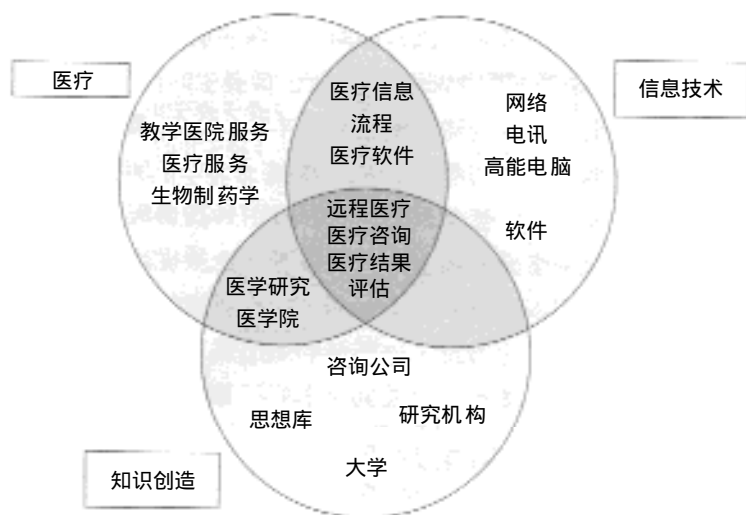 医疗
信息技术
医疗信息
流程
医疗软件
教学医院服务
医疗服务
生物制药学
网络
电讯
高能电脑
软件
远程医疗
医疗咨询
医疗结果
评估
医学研究
医学院
咨询公司
思想库
研究机构
大学
知识创造